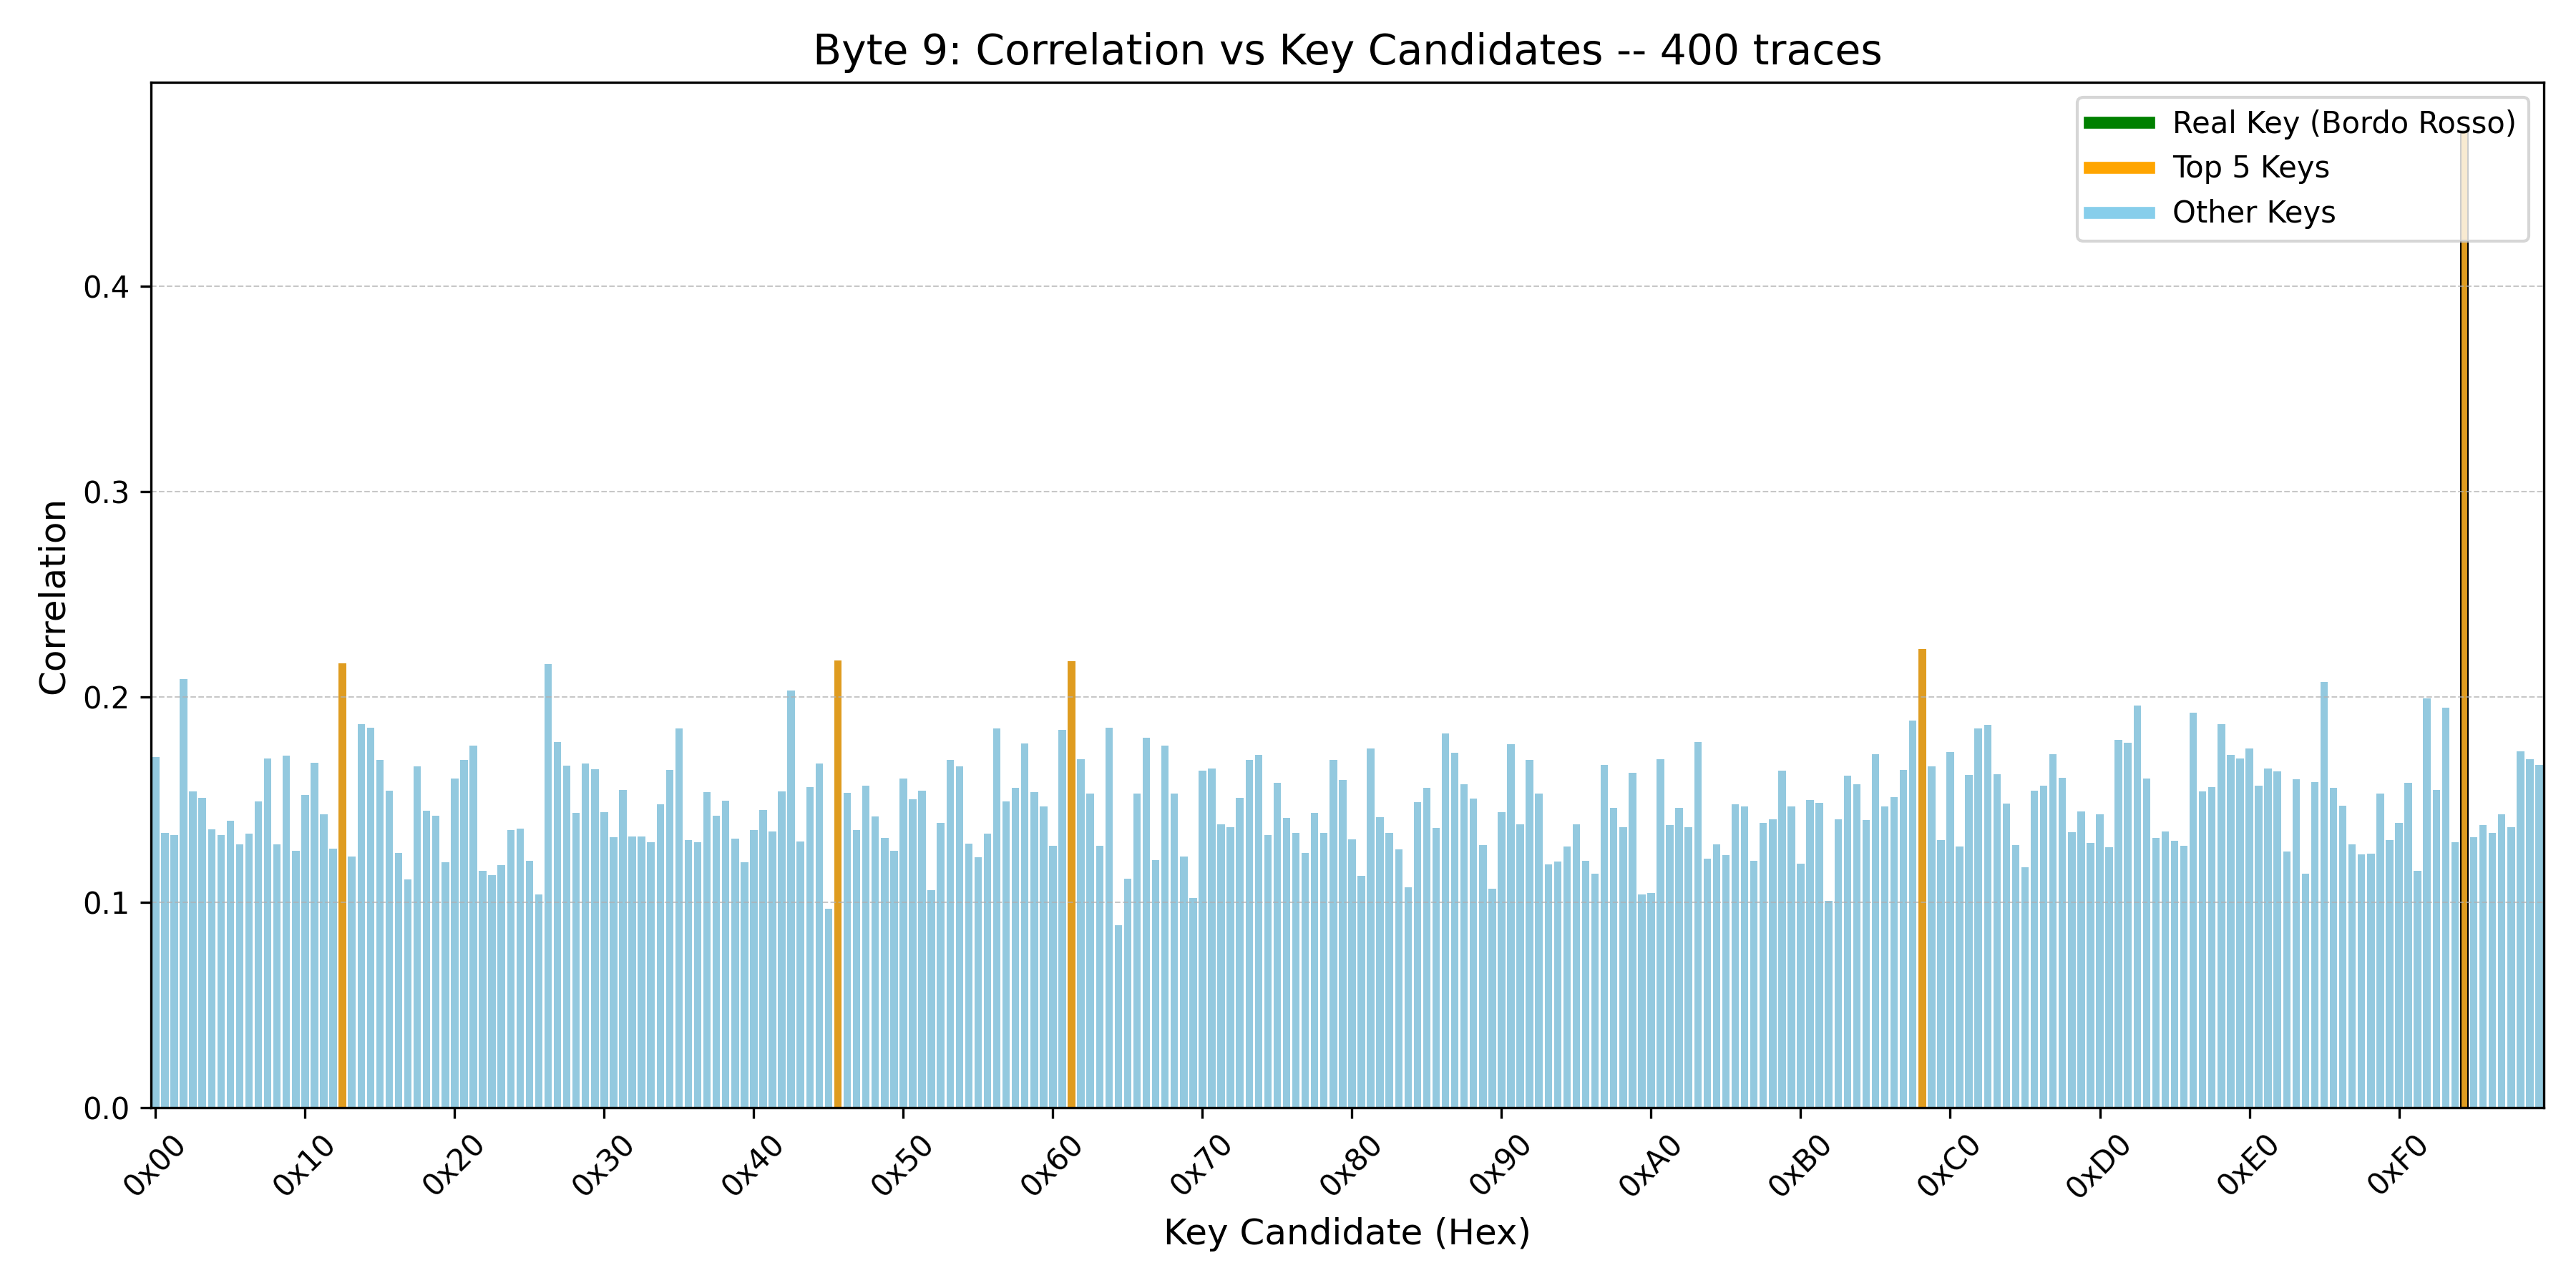 Byte 9: Correlation vs Key Candidates -- 400 traces
Real Key (Bordo Rosso)
Top 5 Keys
Other Keys
Correlation
0.4
0.3
0.2
0.1
0.0
0x00 0x10 0x20 0x30 0x40 0x50 0x60 0x70 0x80 0x90 0xA0 0xB0 0xC0 0xD0 0xE0 0xF0
Key Candidate (Hex)